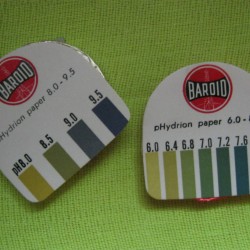 BAROID
pHydrion paper 8.0 - 9.5
pH8.0 8.5 9.0 9.5
BAROID
pHydrion paper 6.0 -
6.0 6.4 6.8 7.0 7.2 7.6